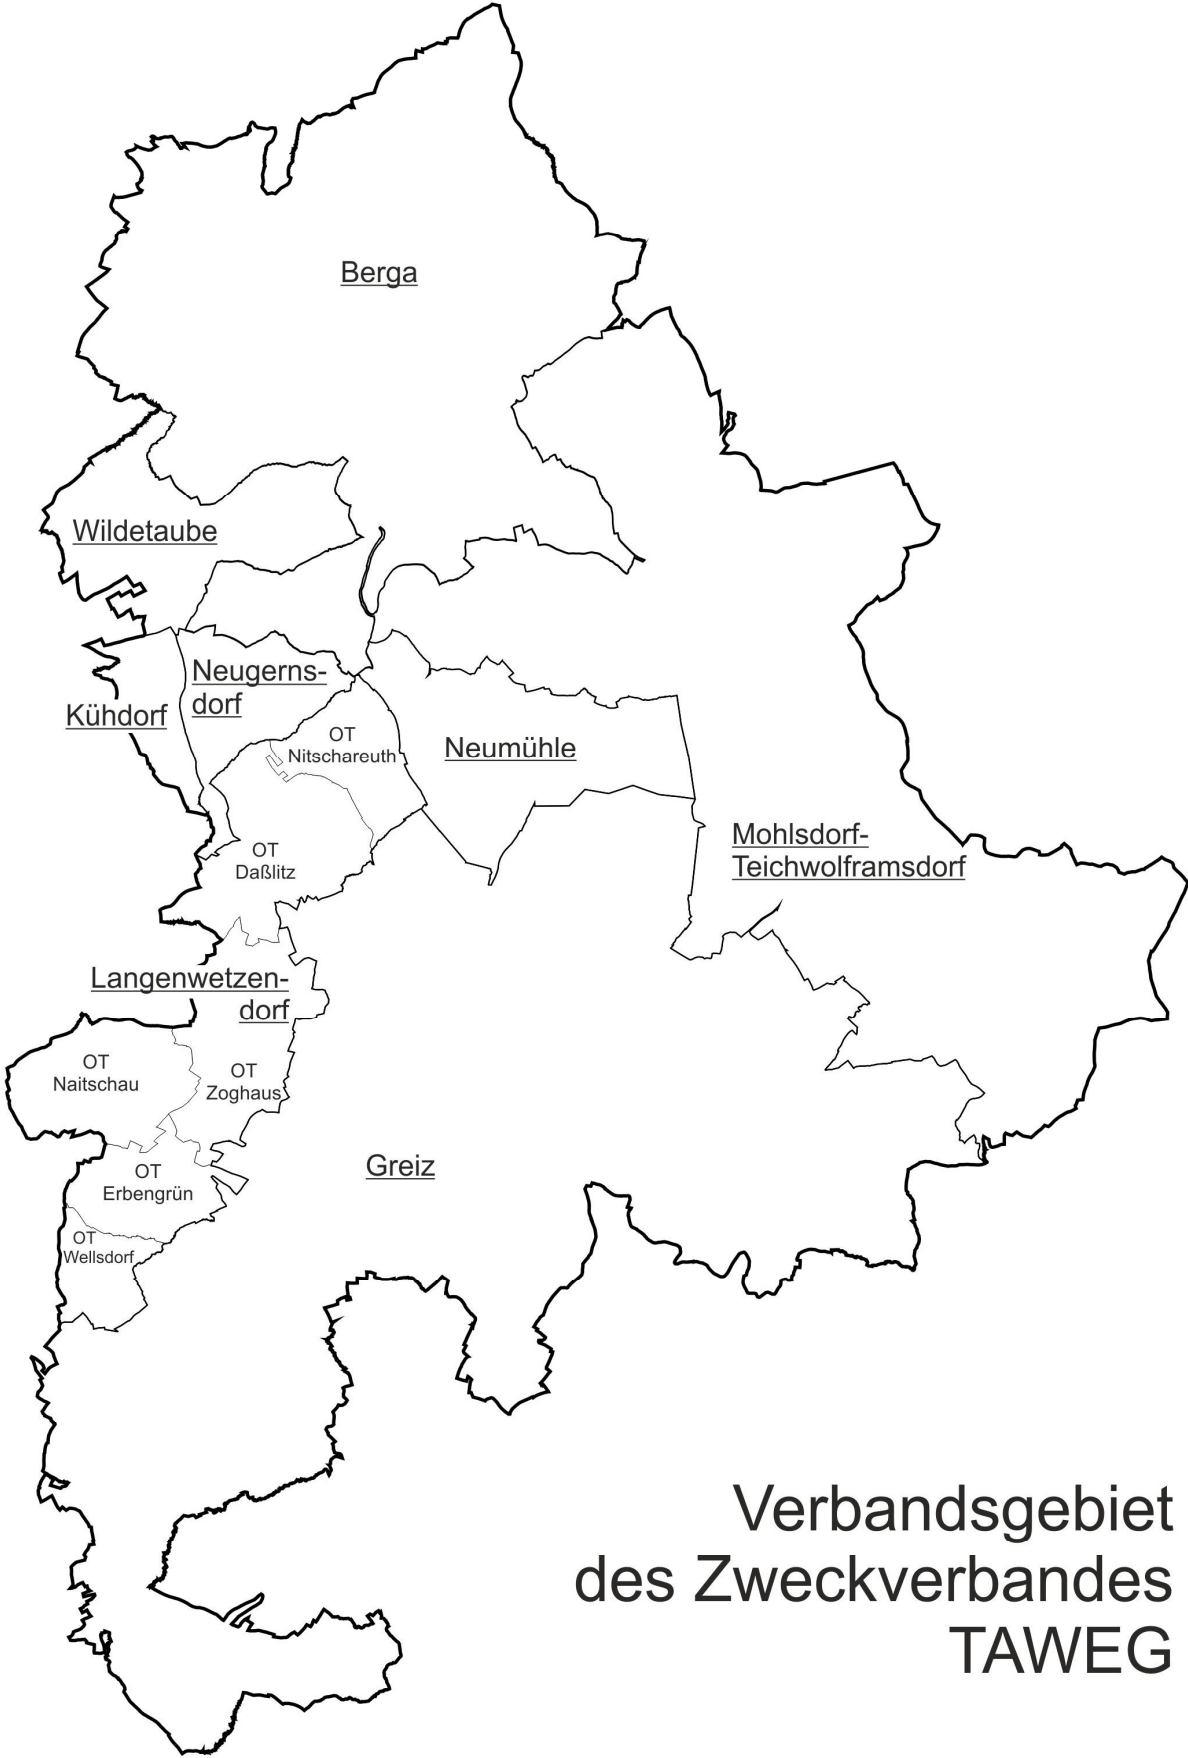 Berga
Wildetaube
Neugerns-
dorf
Kühdorf
OT
Nitschareuth
Neumühle
OT
Daßlitz
Mohlsdorf-
Teichwolframsdorf
Langenwetzen-
dorf
OT
Naitschau
OT
Zoghaus
Greiz
OT
Erbengrün
OT
Wellsdorf
Verbandsgebiet
des Zweckverbandes
TAWEG